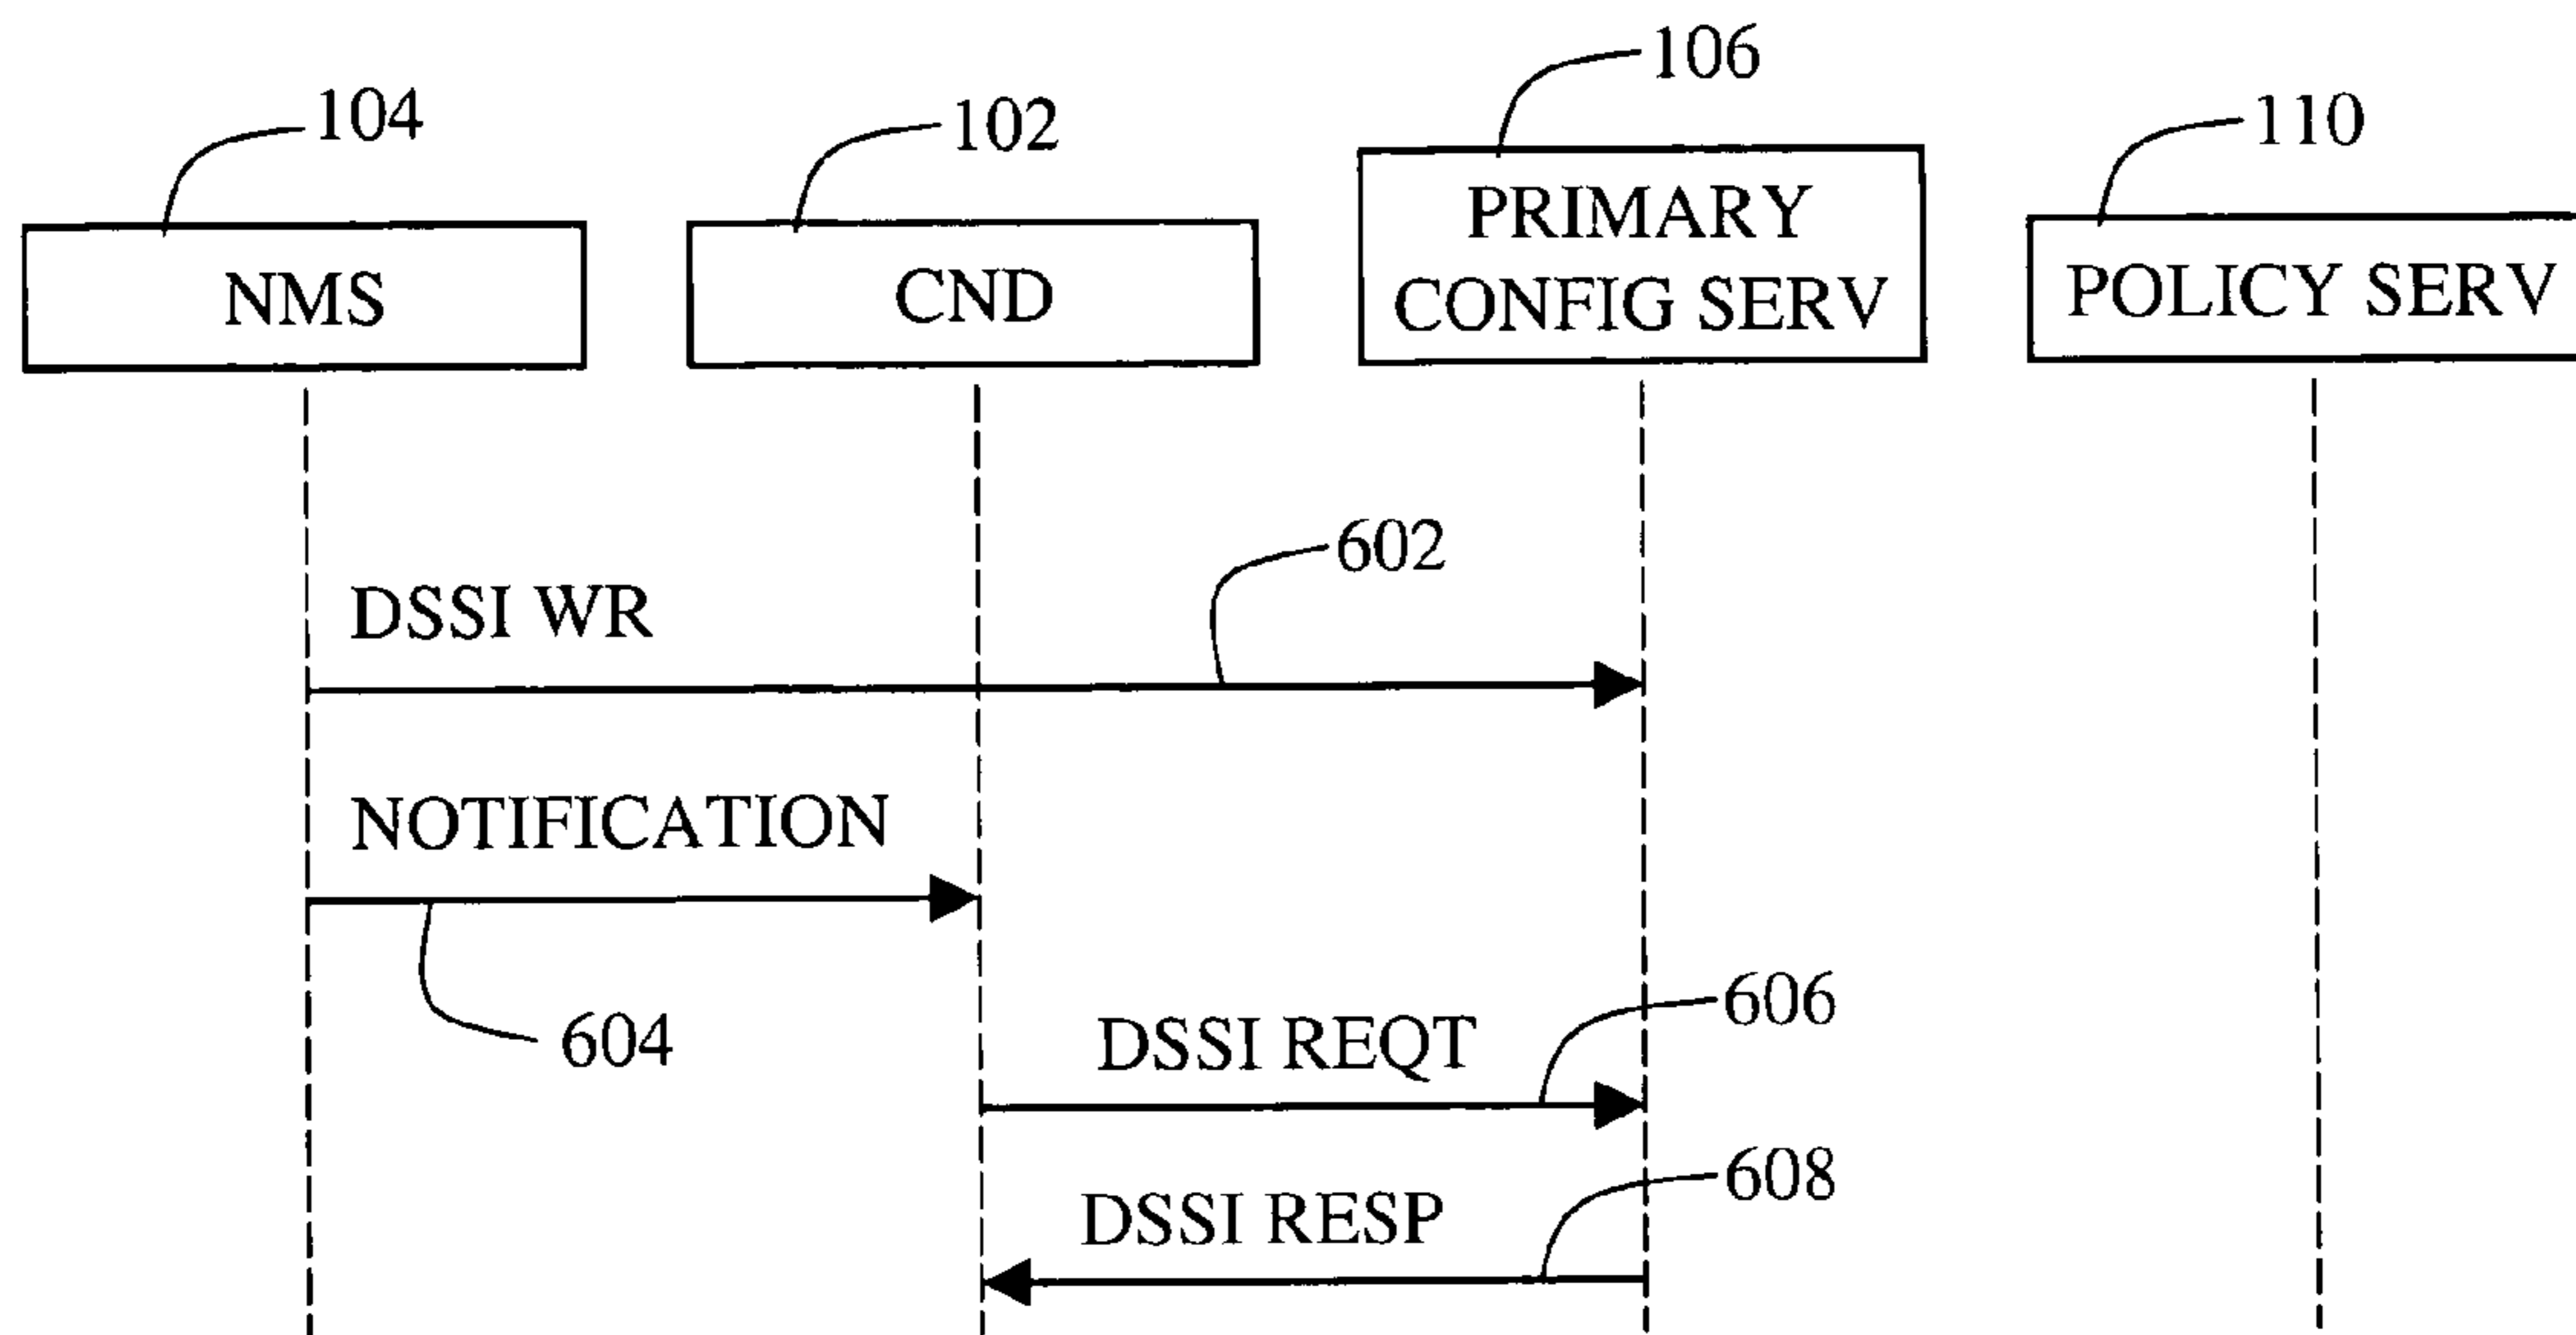 106
104
102
110
NMS
CND
PRIMARY
CONFIG SERV
POLICY SERV
602
DSSI WR
NOTIFICATION
604
606
DSSI REQT
608
DSSI RESP